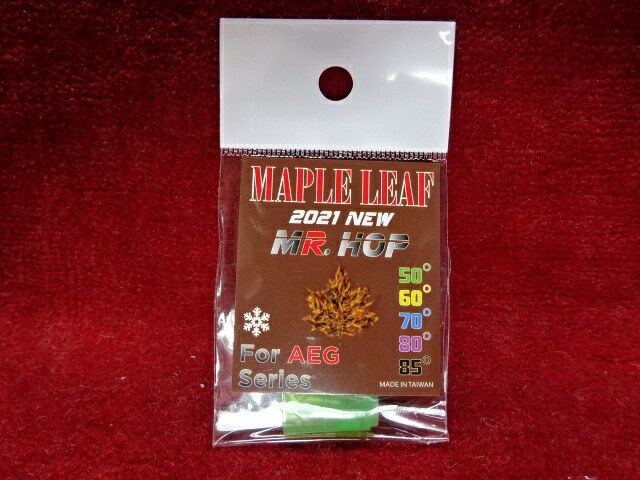 MAPLE LEAF
2021 NEW
MR. HOP
50°
60°
70°
80°
85°
For AEG
Series
MADE IN TAIWAN